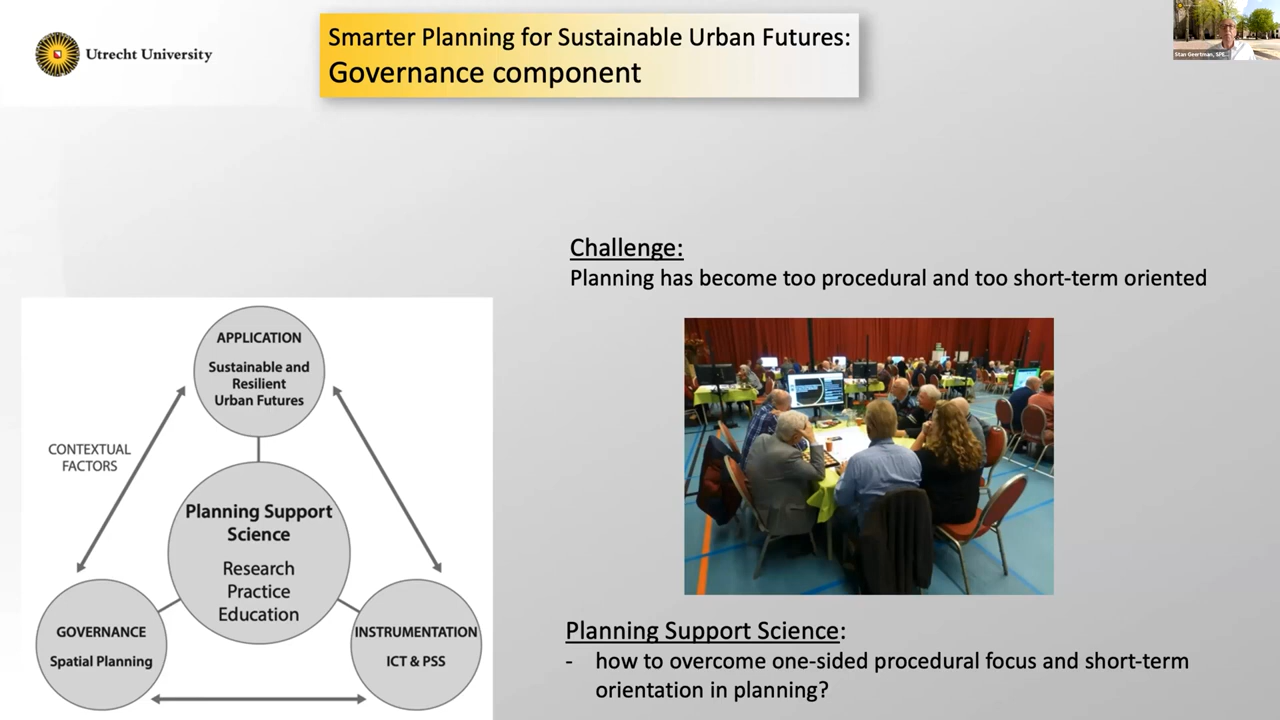 Utrecht University
Smarter Planning for Sustainable Urban Futures:
Governance component
Stan Geertman, SPE...
Challenge:
Planning has become too procedural and too short-term oriented
APPLICATION
Sustainable and
Resilient
Urban Futures
CONTEXTUAL
FACTORS
Planning Support
Science
Research
Practice
Education
GOVERNANCE
Spatial Planning
INSTRUMENTATION
ICT & PSS
Planning Support Science:
- how to overcome one-sided procedural focus and short-term
orientation in planning?